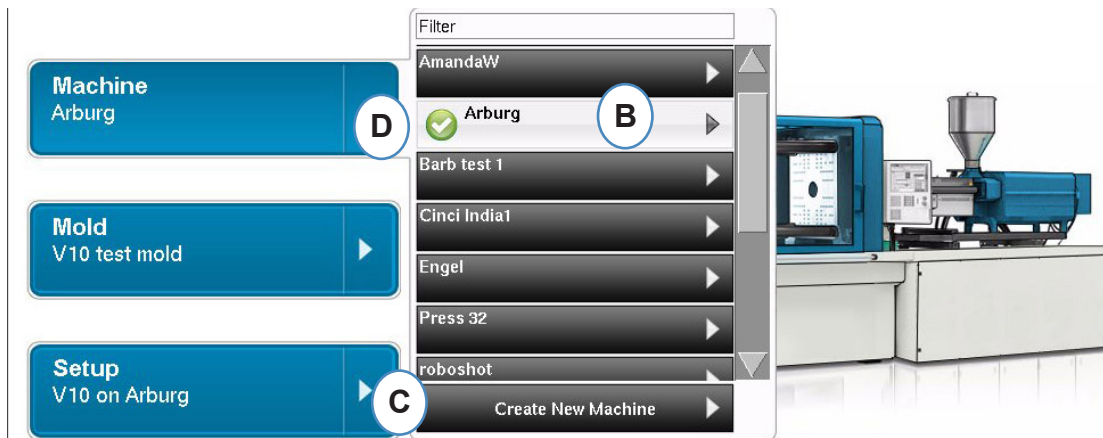 Machine
Arburg
D
Mold
V10 test mold
Setup
V10 on Arburg
C
Filter
AmandaW
Arburg
B
Barb test 1
Cinci India1
Engel
Press 32
roboshot
Create New Machine